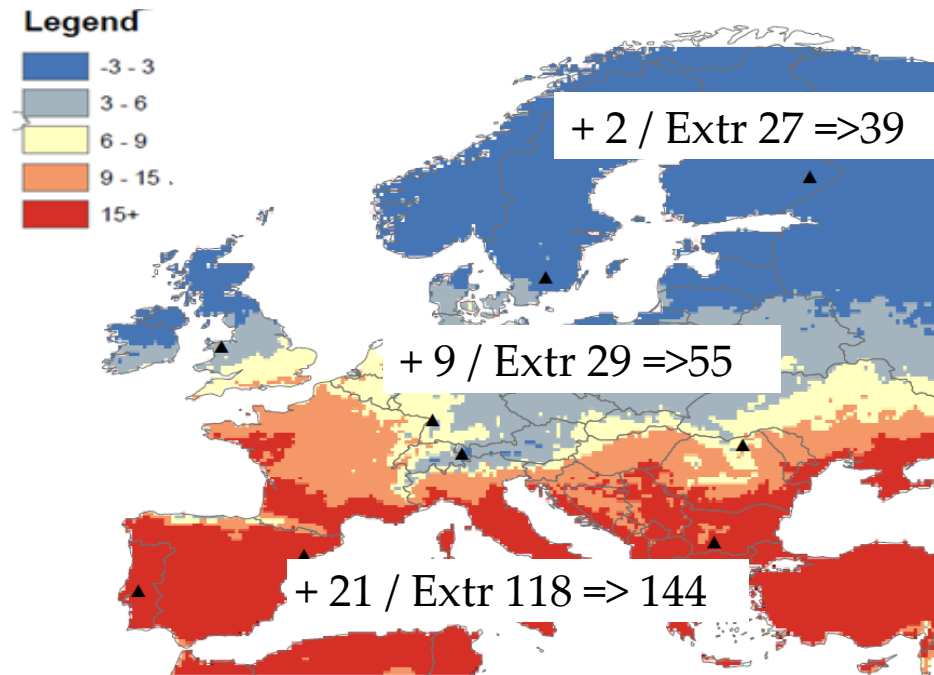 Legend
-3 - 3
3 - 6
6 - 9
9 - 15
15+
+ 2 / Extr 27 =>39
+ 9 / Extr 29 =>55
+ 21 / Extr 118 => 144